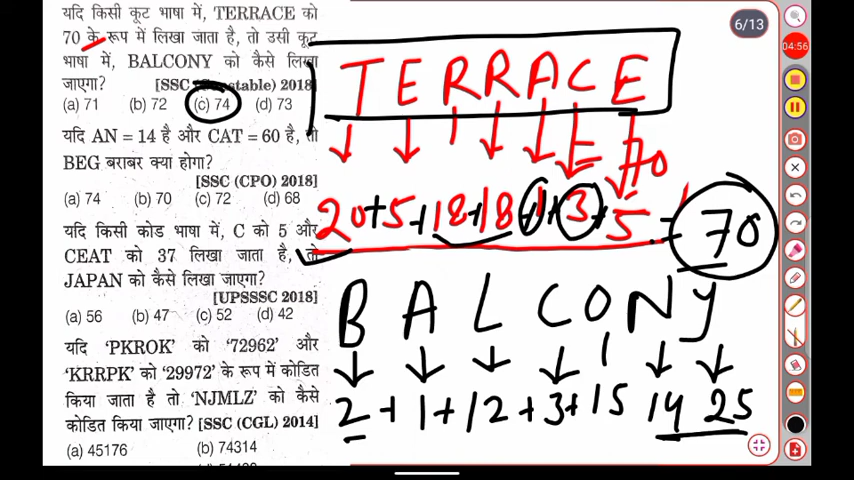 यदि किसी कूट भाषा में, TERRACE को
70 के रूप में लिखा जाता है, तो उसी कूट
भाषा में, BALCONY को कैसे लिखा
जाएगा? [SSC (Constable) 2018]
(a) 71 (b) 72 (c) 74 (d) 73
यदि AN = 14 है और CAT = 60 है, तो
BEG बराबर क्या होगा?
[SSC (CPO) 2018]
(a) 74 (b) 70 (c) 72 (d) 68
यदि किसी कोड भाषा में, C को 5 और
CEAT को 37 लिखा जाता है, तो
JAPAN को कैसे लिखा जाएगा?
[UPSSSC 2018]
(a) 56 (b) 47 (c) 52 (d) 42
यदि 'PKROK' को '72962' और
'KRRPK' को '29972' के रूप में कोडित
किया जाता है तो 'NJMLZ' को कैसे
कोडित किया जाएगा? [SSC (CGL) 2014]
(a) 45176 (b) 74314
6/13
04:56
TERRACE
70
20+5+18+18+1+3+5 = 70
BALCONY
2+1+12+3+15 14 25